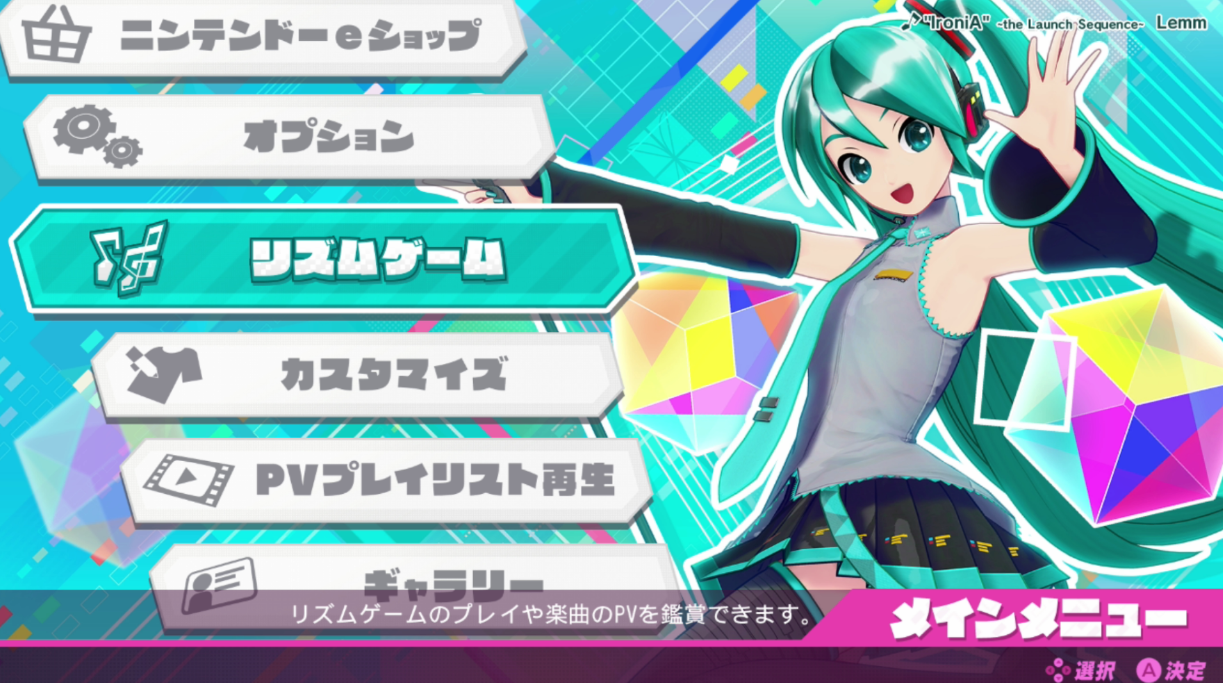 ニンテンドーeショップ
♪"IroniA" -the Launch Sequence- Lemm
オプション
リズムゲーム
カスタマイズ
PVプレイリスト再生
ギャラリー
リズムゲームのプレイや楽曲のPVを鑑賞できます。
メインメニュー
選択 A決定